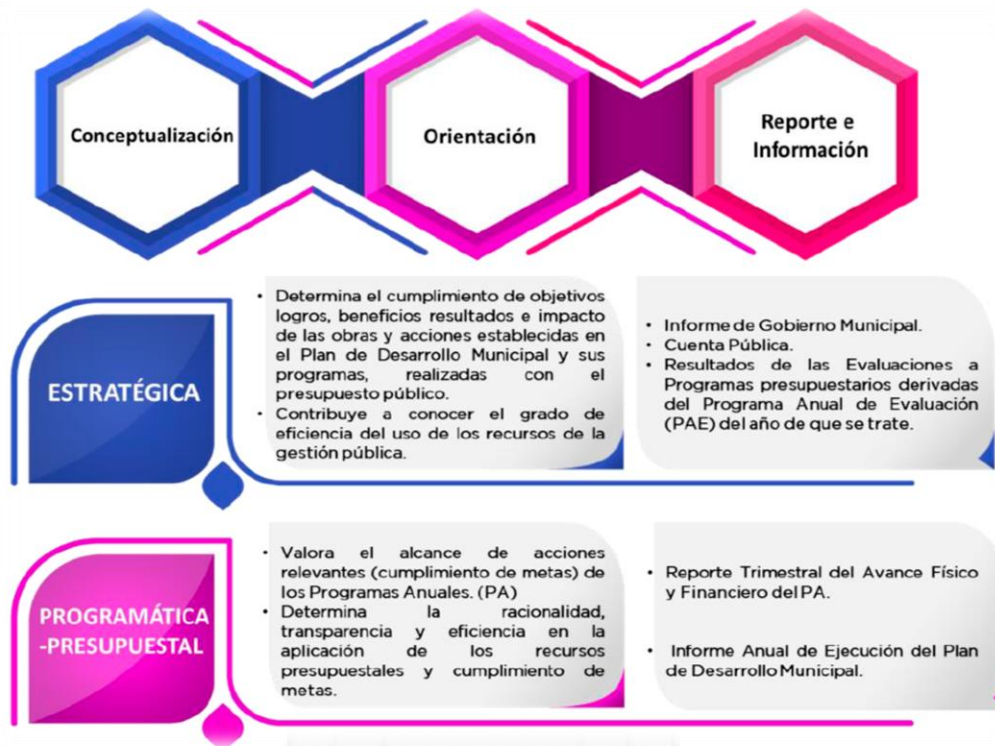 Conceptualización
Orientación
Reporte e
Información
ESTRATÉGICA
• Determina el cumplimiento de objetivos
logros, beneficios resultados e impacto
de las obras y acciones establecidas en
el Plan de Desarrollo Municipal y sus
programas, realizadas con el
presupuesto público.
• Contribuye a conocer el grado de
eficiencia del uso de los recursos de la
gestión pública.
• Informe de Gobierno Municipal.
• Cuenta Pública.
• Resultados de las Evaluaciones a
Programas presupuestarios derivadas
del Programa Anual de Evaluación
(PAE) del año de que se trate.
PROGRAMÁTICA
-PRESUPUESTAL
• Valora el alcance de acciones
relevantes (cumplimiento de metas) de
los Programas Anuales. (PA)
• Determina la racionalidad,
transparencia y eficiencia en la
aplicación de los recursos
presupuestales y cumplimiento de
metas.
• Reporte Trimestral del Avance Físico
y Financiero del PA.
• Informe Anual de Ejecución del Plan
de Desarrollo Municipal.